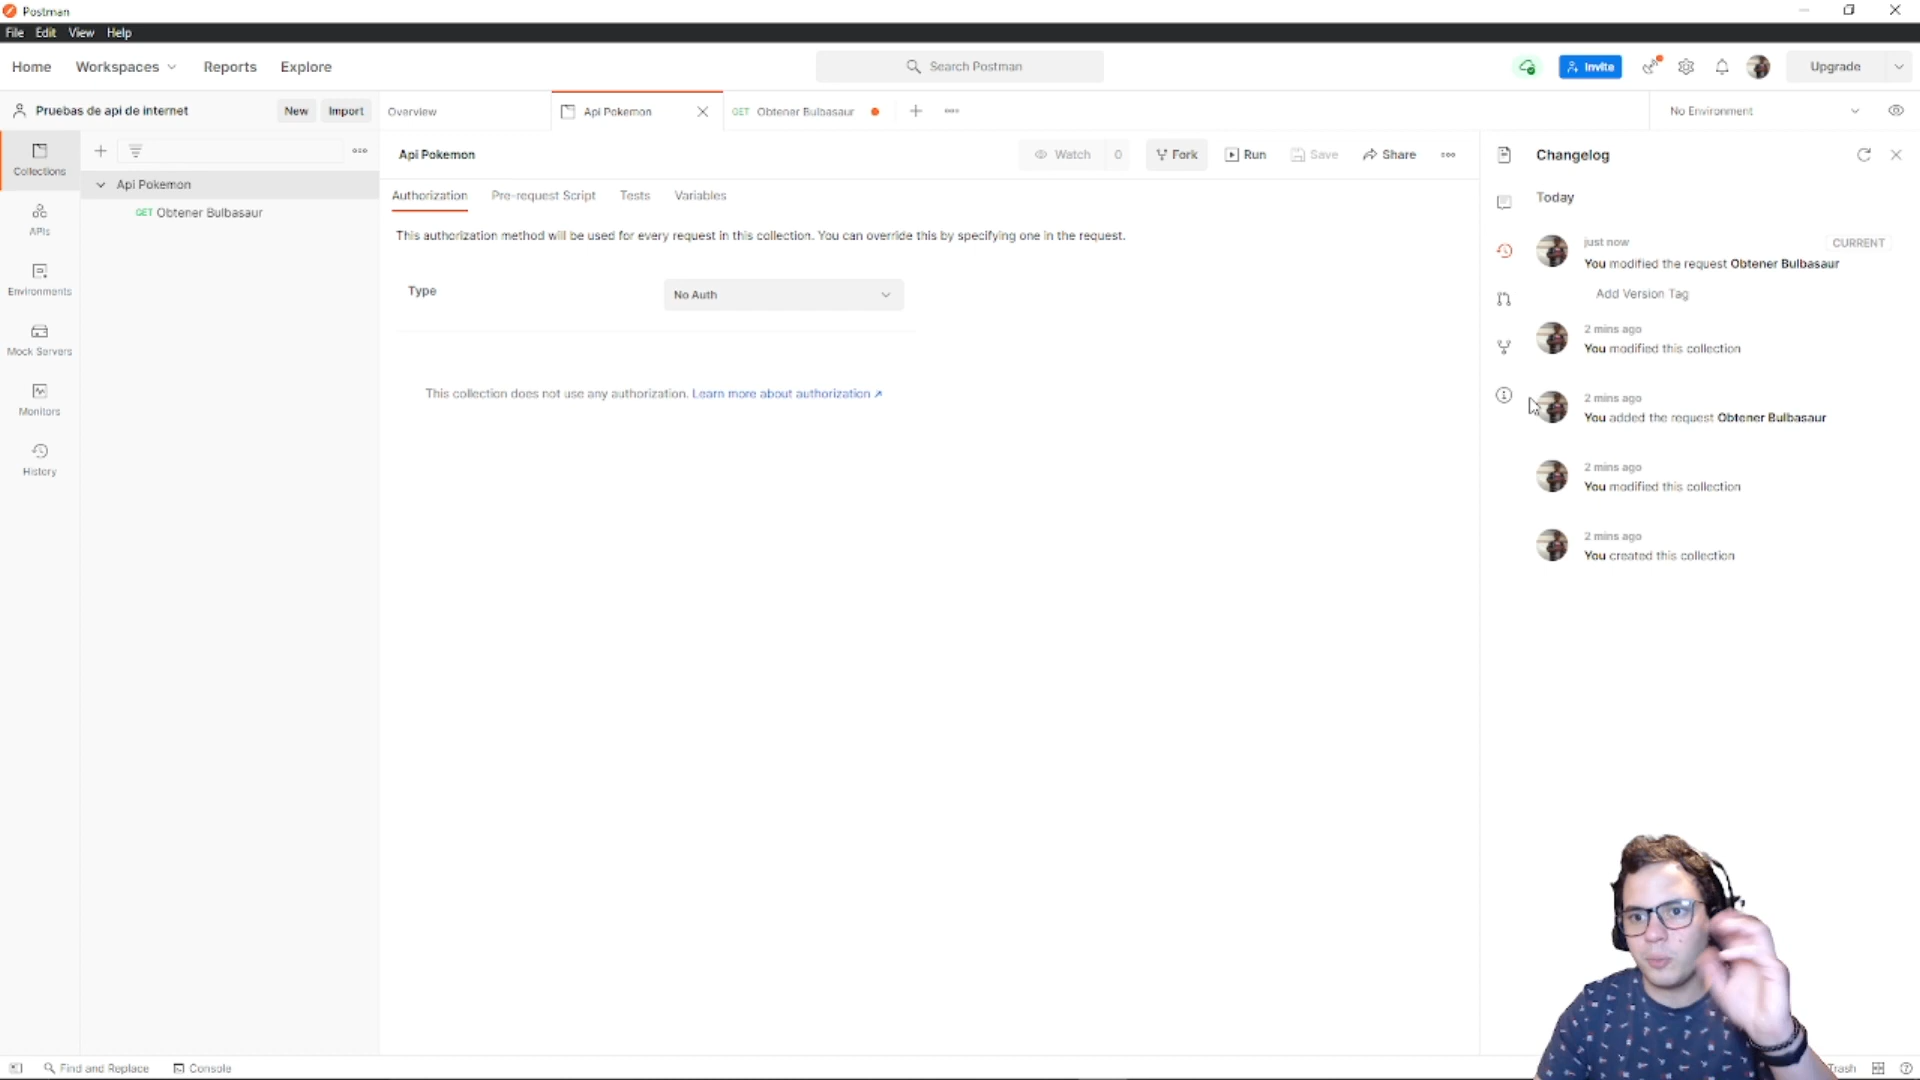 Postman
File Edit View Help
Home Workspaces Reports Explore Search Postman Invite Upgrade
Pruebas de api de internet New Import Overview Api Pokemon GET Obtener Bulbasaur No Environment
Collections
APIs
Environments
Mock Servers
Monitors
History
Api Pokemon
GET Obtener Bulbasaur
Api Pokemon Watch 0 Fork Run Save Share
Authorization Pre-request Script Tests Variables
This authorization method will be used for every request in this collection. You can override this by specifying one in the request.
Type No Auth
This collection does not use any authorization. Learn more about authorization ↗
Changelog
Today
just now CURRENT
You modified the request Obtener Bulbasaur
Add Version Tag
2 mins ago
You modified this collection
2 mins ago
You added the request Obtener Bulbasaur
2 mins ago
You modified this collection
2 mins ago
You created this collection
Find and Replace Console Trash